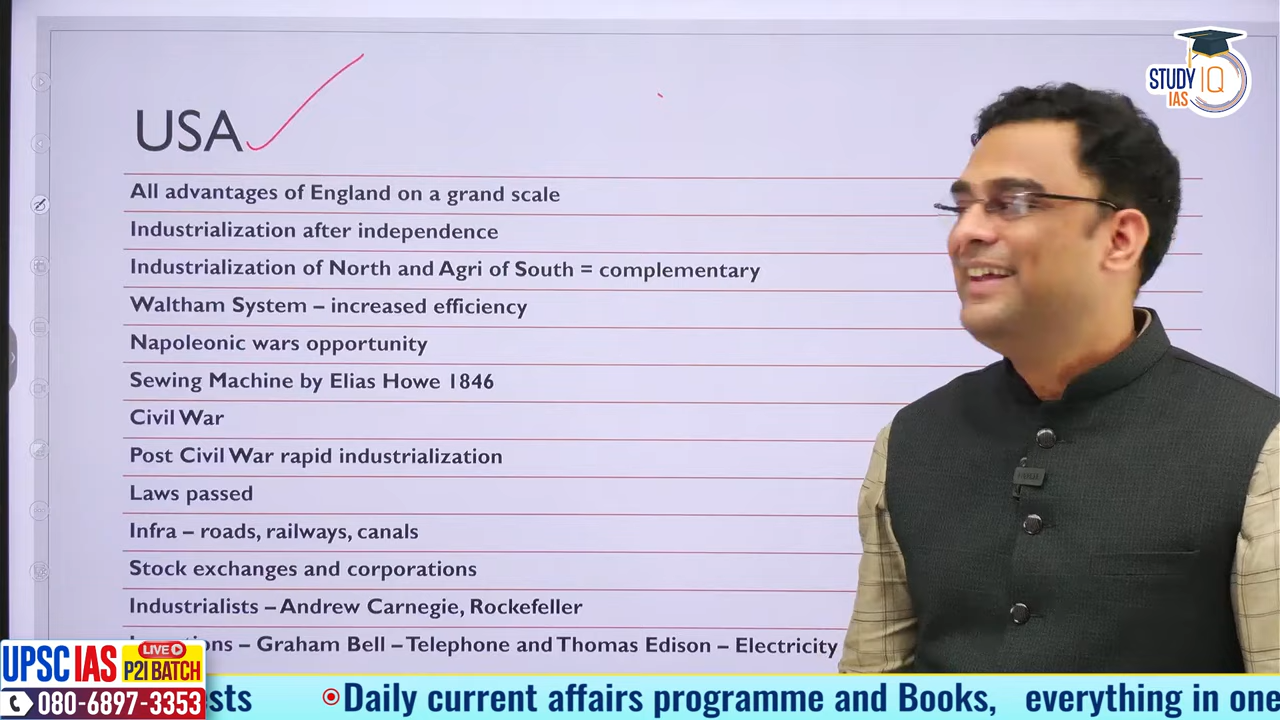 USA
All advantages of England on a grand scale
Industrialization after independence
Industrialization of North and Agri of South = complementary
Waltham System – increased efficiency
Napoleonic wars opportunity
Sewing Machine by Elias Howe 1846
Civil War
Post Civil War rapid industrialization
Laws passed
Infra – roads, railways, canals
Stock exchanges and corporations
Industrialists – Andrew Carnegie, Rockefeller
– Graham Bell – Telephone and Thomas Edison – Electricity
STUDY IQ
IAS
LIVE
UPSC IAS P2I BATCH
080-6897-3353
Daily current affairs programme and Books, everything in one